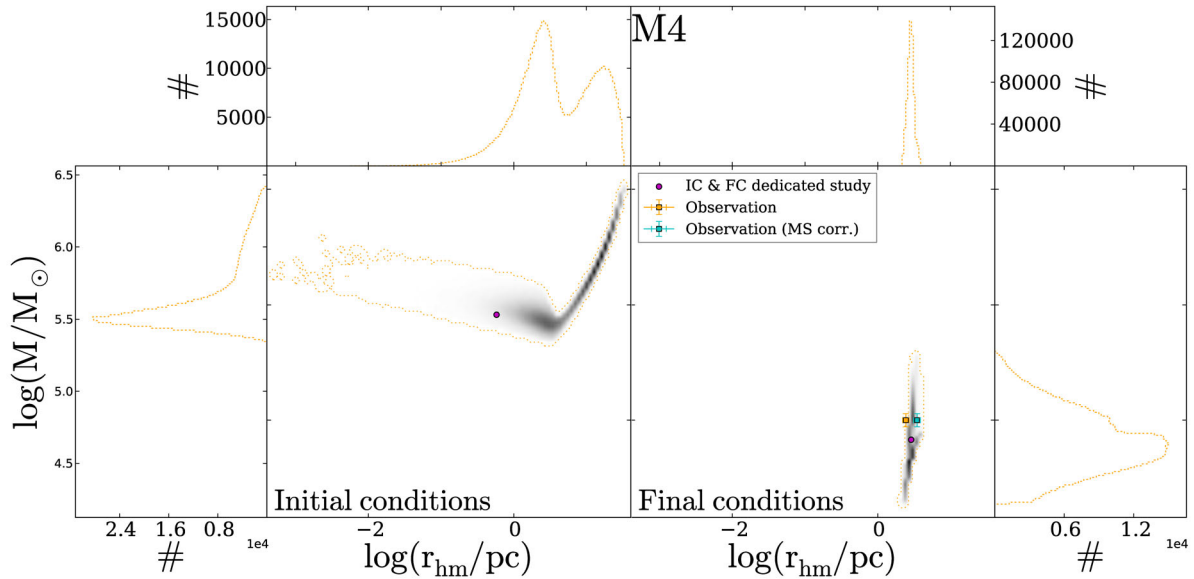 15000
10000
5000
#
M4
120000
80000
40000
#
6.5
6.0
5.5
5.0
4.5
log(M/M⊙)
IC & FC dedicated study
Observation
Observation (MS corr.)
Initial conditions
Final conditions
2.4 1.6 0.8
1e4
#
−2 0
log(r_hm/pc)
−2 0
log(r_hm/pc)
0.6 1.2
1e4
#